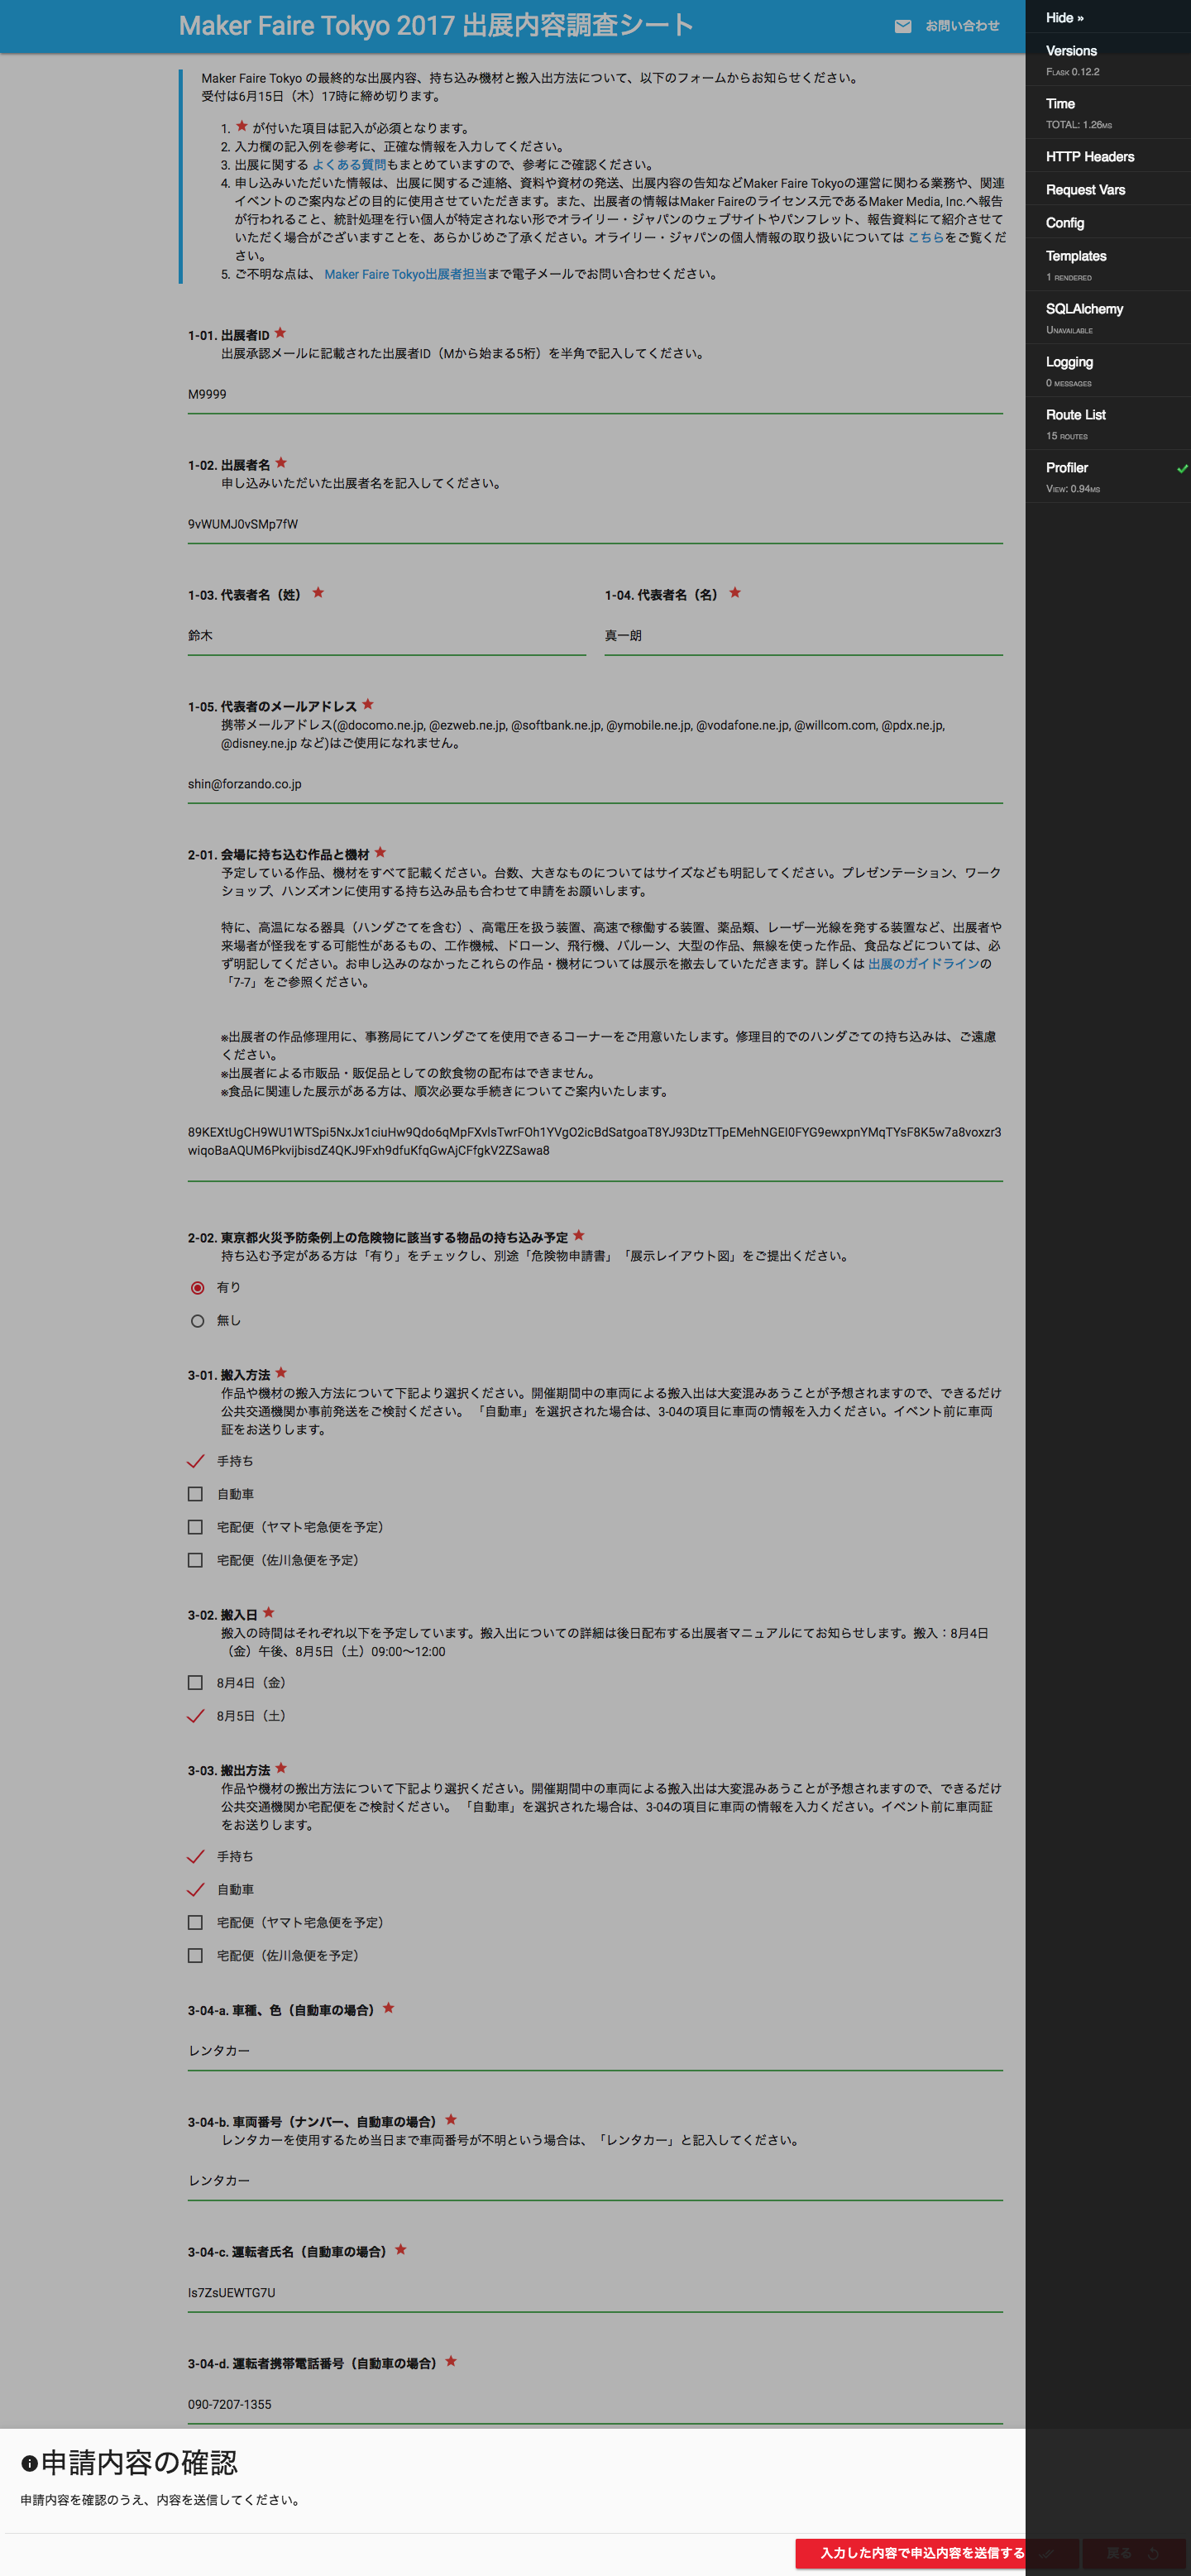 Maker Faire Tokyo 2017 出展内容調査シート
お問い合わせ
Maker Faire Tokyo の最終的な出展内容、持ち込み機材と搬入出方法について、以下のフォームからお知らせください。
受付は6月15日（木）17時に締め切ります。
1. ★ が付いた項目は記入が必須となります。
2. 入力欄の記入例を参考に、正確な情報を入力してください。
3. 出展に関する よくある質問もまとめていますので、参考にご確認ください。
4. 申し込みいただいた情報は、出展に関するご連絡、資料や資材の発送、出展内容の告知などMaker Faire Tokyoの運営に関わる業務や、関連
イベントのご案内などの目的に使用させていただきます。また、出展者の情報はMaker Faireのライセンス元であるMaker Media, Inc.へ報告
が行われること、統計処理を行い個人が特定されない形でオライリー・ジャパンのウェブサイトやパンフレット、報告資料にて紹介させて
いただく場合がございますことを、あらかじめご了承ください。オライリー・ジャパンの個人情報の取り扱いについては こちらをご覧くだ
さい。
5. ご不明な点は、 Maker Faire Tokyo出展者担当まで電子メールでお問い合わせください。
1-01. 出展者ID ★
出展承認メールに記載された出展者ID（Mから始まる5桁）を半角で記入してください。
M9999
1-02. 出展者名 ★
申し込みいただいた出展者名を記入してください。
9vWUMJ0vSMp7fW
1-03. 代表者名（姓） ★
鈴木
1-04. 代表者名（名） ★
真一朗
1-05. 代表者のメールアドレス ★
携帯メールアドレス(@docomo.ne.jp, @ezweb.ne.jp, @softbank.ne.jp, @ymobile.ne.jp, @vodafone.ne.jp, @willcom.com, @pdx.ne.jp,
@disney.ne.jp など)はご使用になれません。
shin@forzando.co.jp
2-01. 会場に持ち込む作品と機材 ★
予定している作品、機材をすべて記載ください。台数、大きなものについてはサイズなども明記してください。プレゼンテーション、ワーク
ショップ、ハンズオンに使用する持ち込み品も合わせて申請をお願いします。
特に、高温になる器具（ハンダごてを含む）、高電圧を扱う装置、高速で稼働する装置、薬品類、レーザー光線を発する装置など、出展者や
来場者が怪我をする可能性があるもの、工作機械、ドローン、飛行機、バルーン、大型の作品、無線を使った作品、食品などについては、必
ず明記してください。お申し込みのなかったこれらの作品・機材については展示を撤去していただきます。詳しくは 出展のガイドラインの
「7-7」をご参照ください。
※出展者の作品修理用に、事務局にてハンダごてを使用できるコーナーをご用意いたします。修理目的でのハンダごての持ち込みは、ご遠慮
ください。
※出展者による市販品・販促品としての飲食物の配布はできません。
※食品に関連した展示がある方は、順次必要な手続きについてご案内いたします。
89KEXtUgCH9WU1WTSpi5NxJx1ciuHw9Qdo6qMpFXvlsTwrFOh1YVgO2icBdSatgoaT8YJ93DtzTTpEMehNGEI0FYG9ewxpnYMqTYsF8K5w7a8voxzr3
wiqoBaAQUM6PkvijbisdZ4QKJ9Fxh9dfuKfqGwAjCFfgkV2ZSawa8
2-02. 東京都火災予防条例上の危険物に該当する物品の持ち込み予定 ★
持ち込む予定がある方は「有り」をチェックし、別途「危険物申請書」「展示レイアウト図」をご提出ください。
有り
無し
3-01. 搬入方法 ★
作品や機材の搬入方法について下記より選択ください。開催期間中の車両による搬入出は大変混みあうことが予想されますので、できるだけ
公共交通機関か事前発送をご検討ください。 「自動車」を選択された場合は、3-04の項目に車両の情報を入力ください。イベント前に車両
証をお送りします。
手持ち
自動車
宅配便（ヤマト宅急便を予定）
宅配便（佐川急便を予定）
3-02. 搬入日 ★
搬入の時間はそれぞれ以下を予定しています。搬入出についての詳細は後日配布する出展者マニュアルにてお知らせします。搬入：8月4日
（金）午後、8月5日（土）09:00〜12:00
8月4日（金）
8月5日（土）
3-03. 搬出方法 ★
作品や機材の搬出方法について下記より選択ください。開催期間中の車両による搬入出は大変混みあうことが予想されますので、できるだけ
公共交通機関か宅配便をご検討ください。 「自動車」を選択された場合は、3-04の項目に車両の情報を入力ください。イベント前に車両証
をお送りします。
手持ち
自動車
宅配便（ヤマト宅急便を予定）
宅配便（佐川急便を予定）
3-04-a. 車種、色（自動車の場合） ★
レンタカー
3-04-b. 車両番号（ナンバー、自動車の場合） ★
レンタカーを使用するため当日まで車両番号が不明という場合は、「レンタカー」と記入してください。
レンタカー
3-04-c. 運転者氏名（自動車の場合） ★
Is7ZsUEWTG7U
3-04-d. 運転者携帯電話番号（自動車の場合） ★
090-7207-1355
申請内容の確認
申請内容を確認のうえ、内容を送信してください。
入力した内容で申込内容を送信する
戻る
Hide »
Versions
Flask 0.12.2
Time
TOTAL: 1.26ms
HTTP Headers
Request Vars
Config
Templates
1 rendered
SQLAlchemy
Unavailable
Logging
0 messages
Route List
15 routes
Profiler
View: 0.94ms